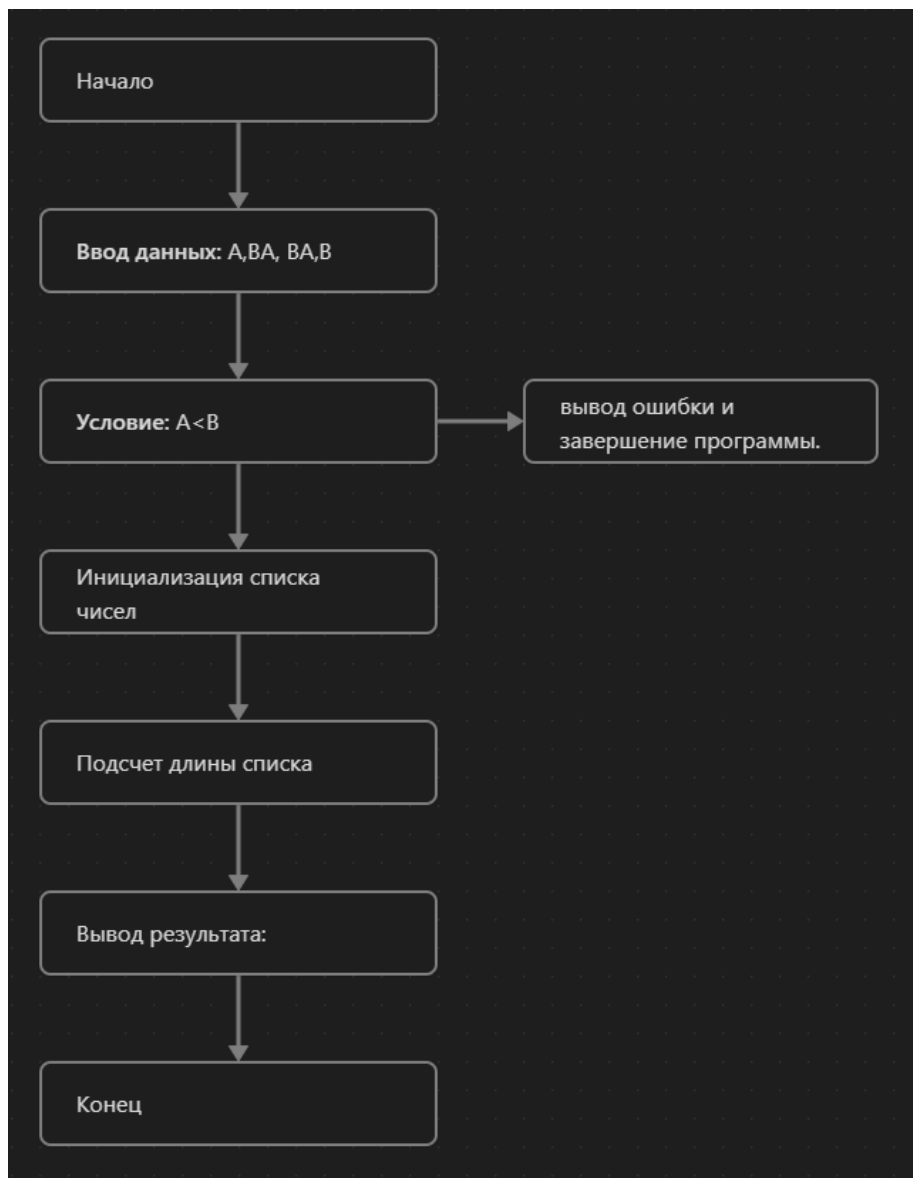 Начало
Ввод данных: A,BA, BA,B
Условие: A<B
вывод ошибки и
завершение программы.
Инициализация списка
чисел
Подсчет длины списка
Вывод результата:
Конец